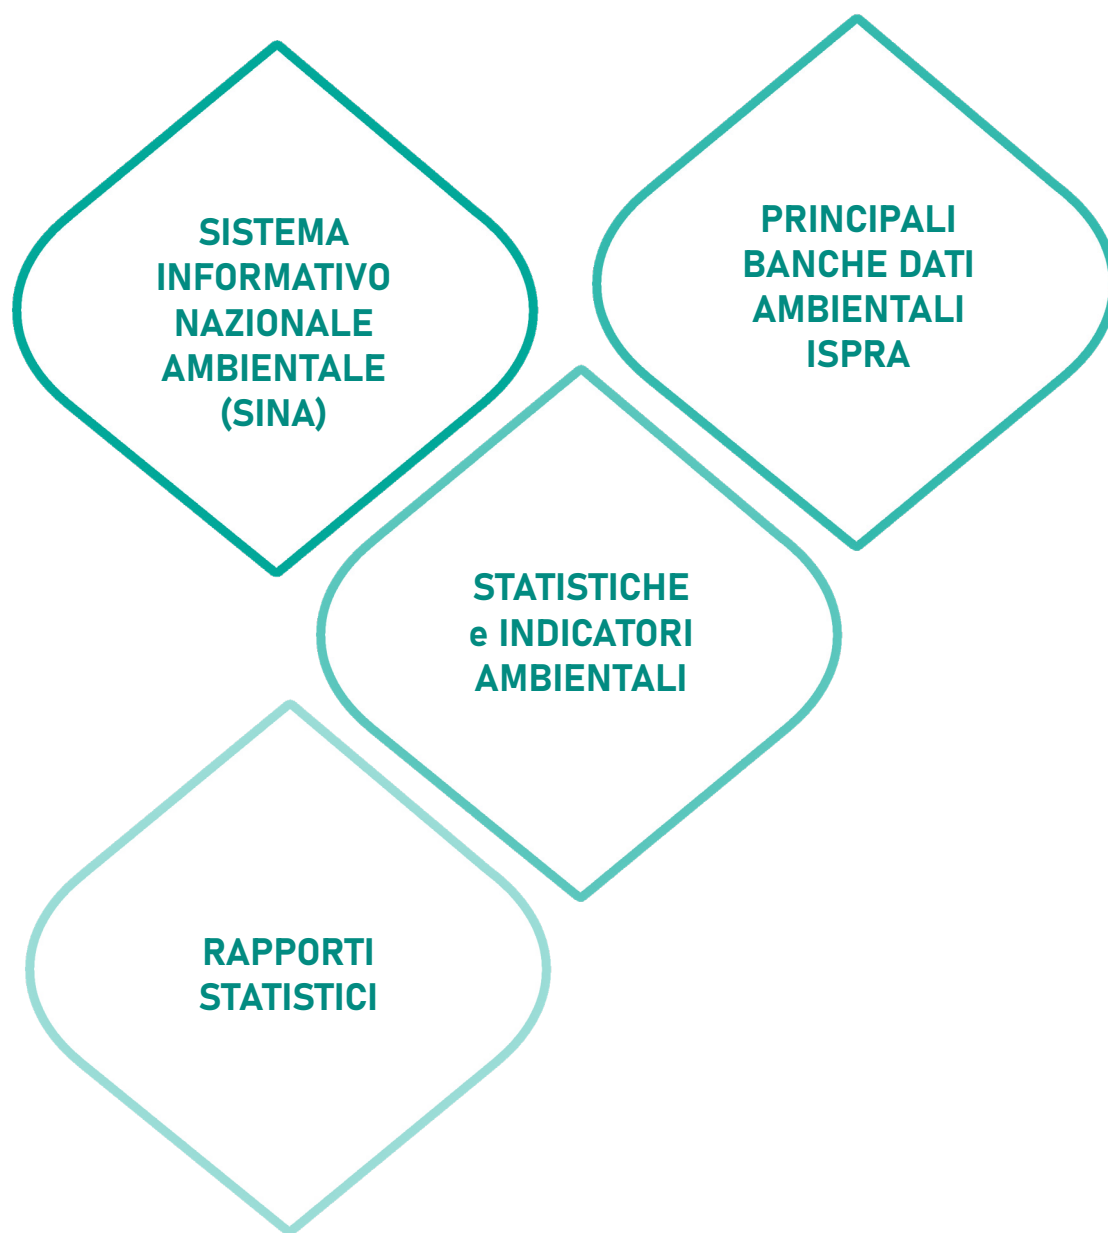 SISTEMA
INFORMATIVO
NAZIONALE
AMBIENTALE
(SINA)
PRINCIPALI
BANCHE DATI
AMBIENTALI
ISPRA
STATISTICHE
e INDICATORI
AMBIENTALI
RAPPORTI
STATISTICI